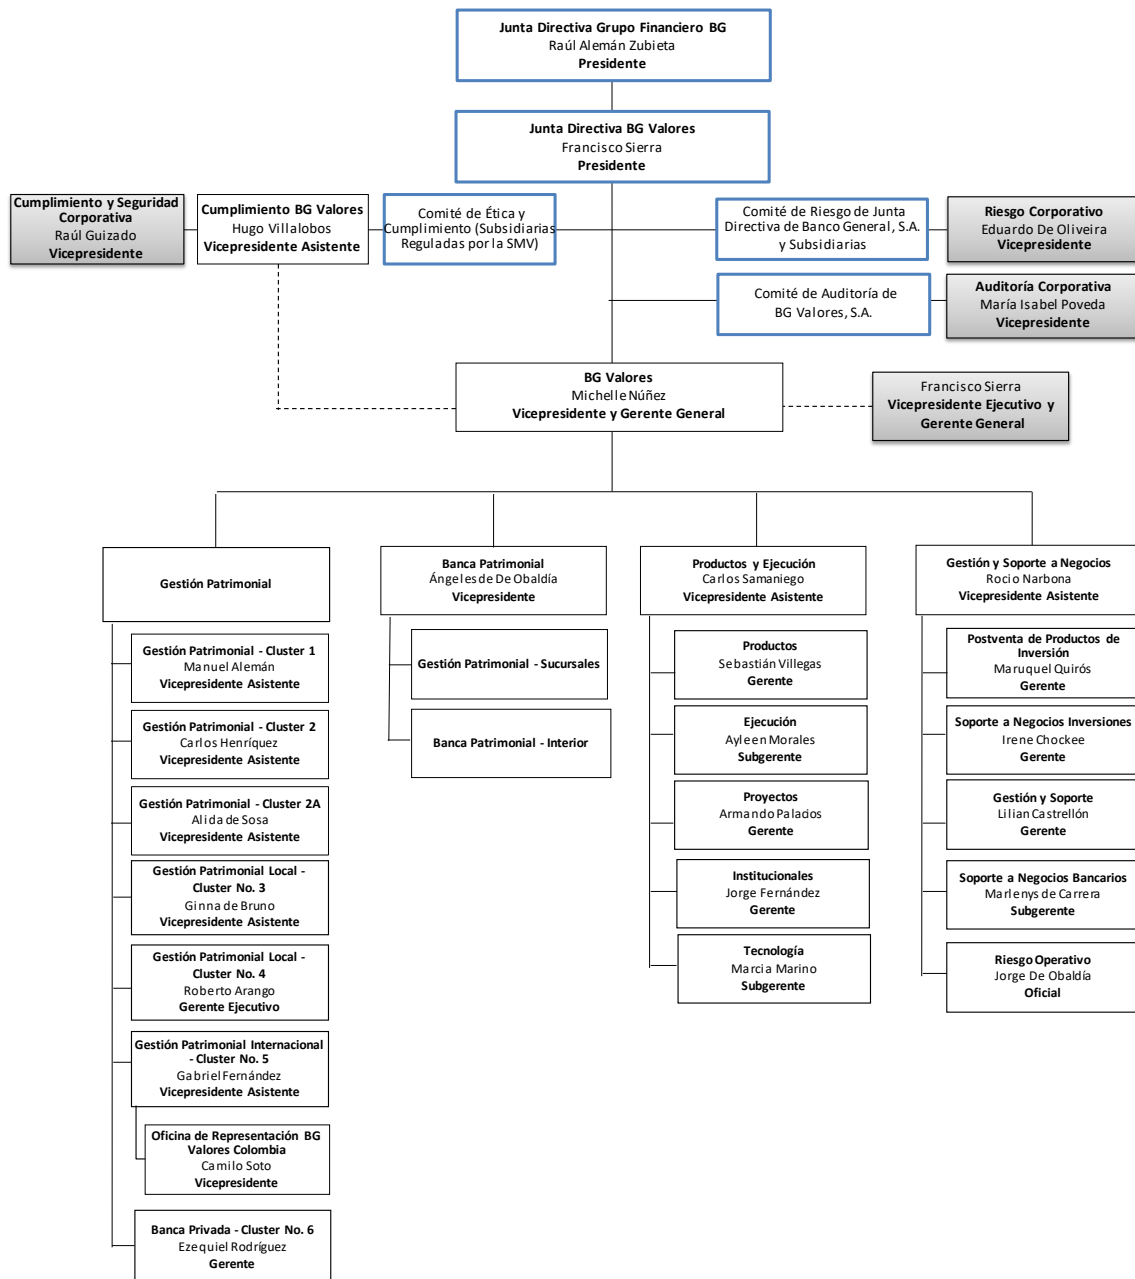 Junta Directiva Grupo Financiero BG
Raúl Alemán Zubieta
Presidente
Junta Directiva BG Valores
Francisco Sierra
Presidente
Cumplimiento y Seguridad
Corporativa
Raúl Guizado
Vicepresidente
Cumplimiento BG Valores
Hugo Villalobos
Vicepresidente Asistente
Comité de Ética y
Cumplimiento (Subsidiarias
Reguladas por la SMV)
Comité de Riesgo de Junta
Directiva de Banco General, S.A.
y Subsidiarias
Riesgo Corporativo
Eduardo De Oliveira
Vicepresidente
Comité de Auditoría de
BG Valores, S.A.
Auditoría Corporativa
María Isabel Poveda
Vicepresidente
BG Valores
Michelle Núñez
Vicepresidente y Gerente General
Francisco Sierra
Vicepresidente Ejecutivo y
Gerente General
Gestión Patrimonial
Gestión Patrimonial - Cluster 1
Manuel Alemán
Vicepresidente Asistente
Gestión Patrimonial - Cluster 2
Carlos Henríquez
Vicepresidente Asistente
Gestión Patrimonial - Cluster 2A
Alida de Sosa
Vicepresidente Asistente
Gestión Patrimonial Local -
Cluster No. 3
Ginna de Bruno
Vicepresidente Asistente
Gestión Patrimonial Local -
Cluster No. 4
Roberto Arango
Gerente Ejecutivo
Gestión Patrimonial Internacional
- Cluster No. 5
Gabriel Fernández
Vicepresidente Asistente
Oficina de Representación BG
Valores Colombia
Camilo Soto
Vicepresidente
Banca Privada - Cluster No. 6
Ezequiel Rodríguez
Gerente
Banca Patrimonial
Ángeles de De Obaldía
Vicepresidente
Gestión Patrimonial - Sucursales
Banca Patrimonial - Interior
Productos y Ejecución
Carlos Samaniego
Vicepresidente Asistente
Productos
Sebastián Villegas
Gerente
Ejecución
Ayleen Morales
Subgerente
Proyectos
Armando Palacios
Gerente
Institucionales
Jorge Fernández
Gerente
Tecnología
Marcia Marino
Subgerente
Gestión y Soporte a Negocios
Rocio Narbona
Vicepresidente Asistente
Postventa de Productos de
Inversión
Maruquel Quirós
Gerente
Soporte a Negocios Inversiones
Irene Chockee
Gerente
Gestión y Soporte
Lilian Castrellón
Gerente
Soporte a Negocios Bancarios
Marlenys de Carrera
Subgerente
Riesgo Operativo
Jorge De Obaldía
Oficial